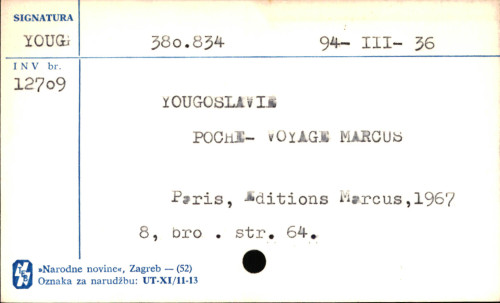 SIGNATURA
YOUG. 380.834 94- III- 36
INV br.
12709
YOUGOSLAVIE
POCHE- VOYAGE MARCUS
Paris, Editions Marcus,1967
8, bro . str. 64.
»Narodne novine«, Zagreb — (52)
Oznaka za narudžbu: UT-XI/11-13